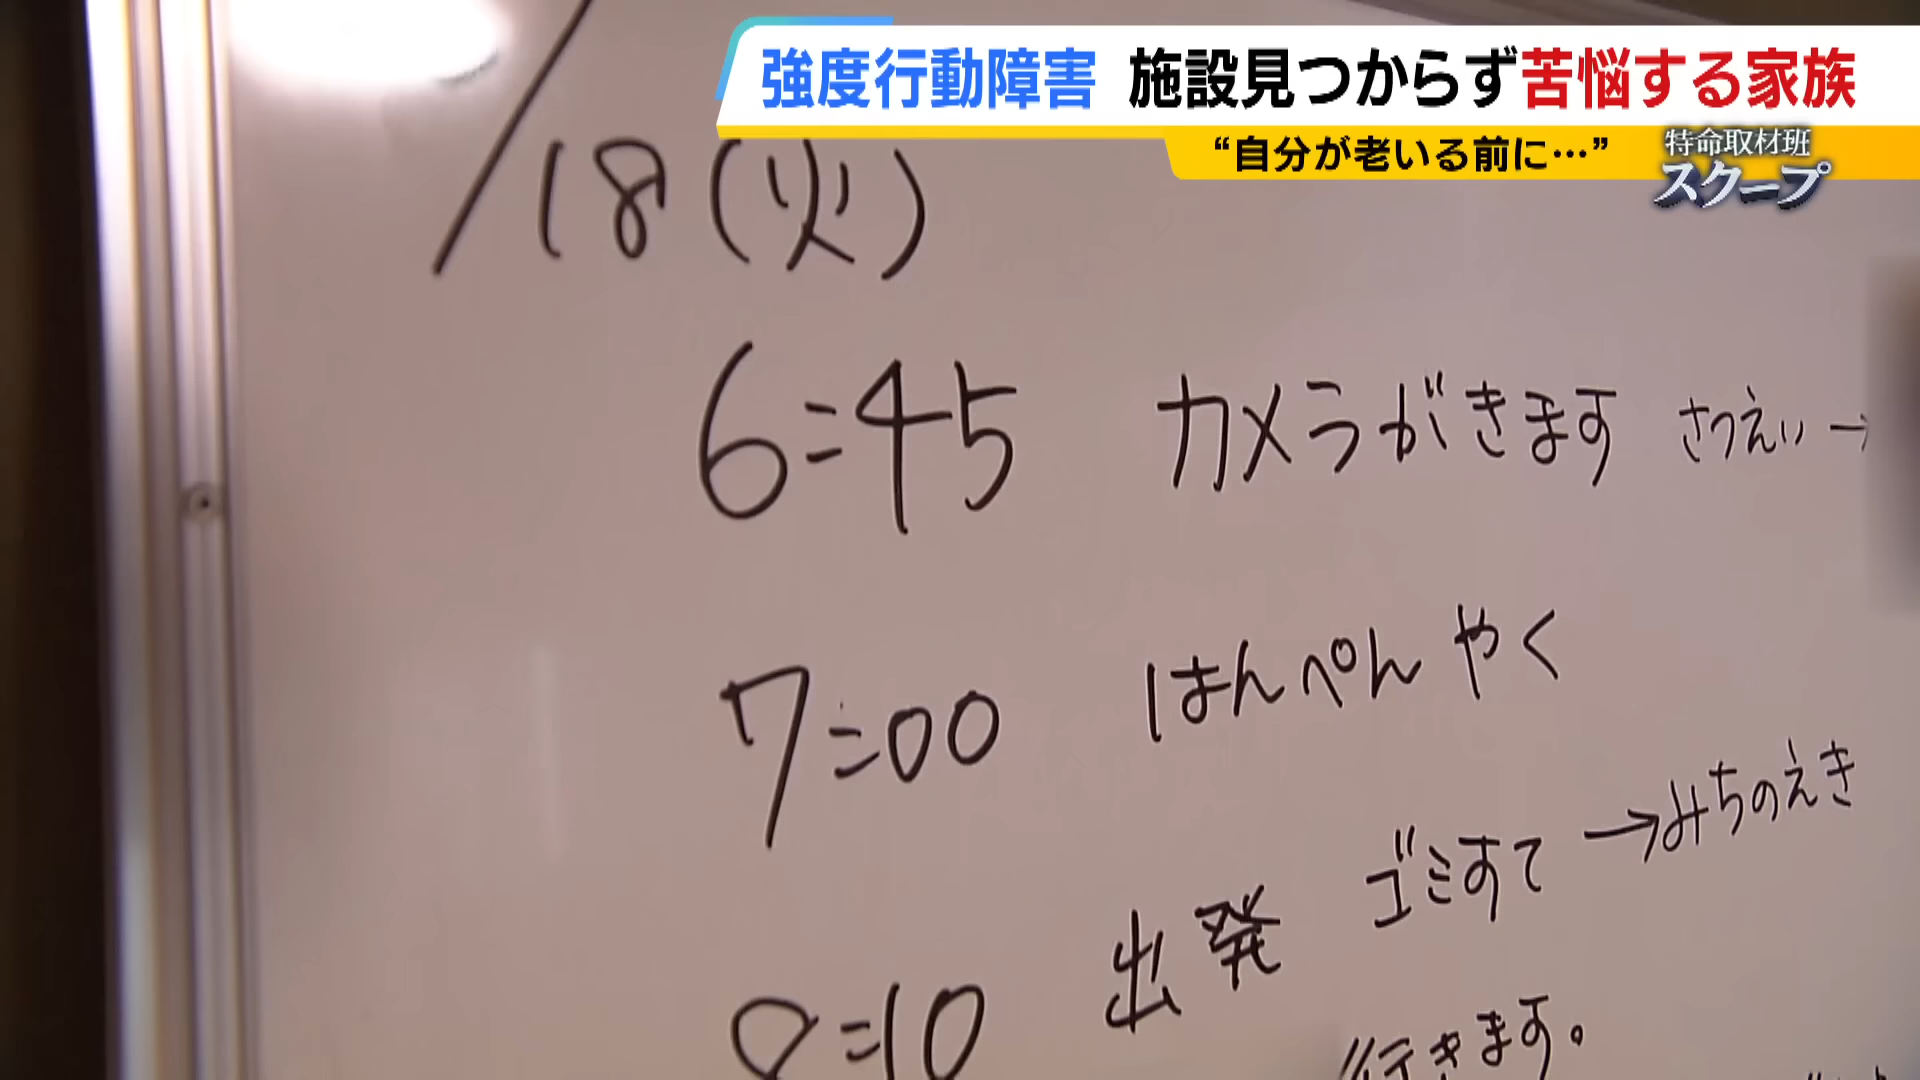 強度行動障害 施設見つからず苦悩する家族
“自分が老いる前に…”
特命取材班
スクープ
/18(火)
6:45 カメラがきます さつえい→
7:00 はんぺん やく
8:10 出発 ゴミすて →みちのえき
行きます。